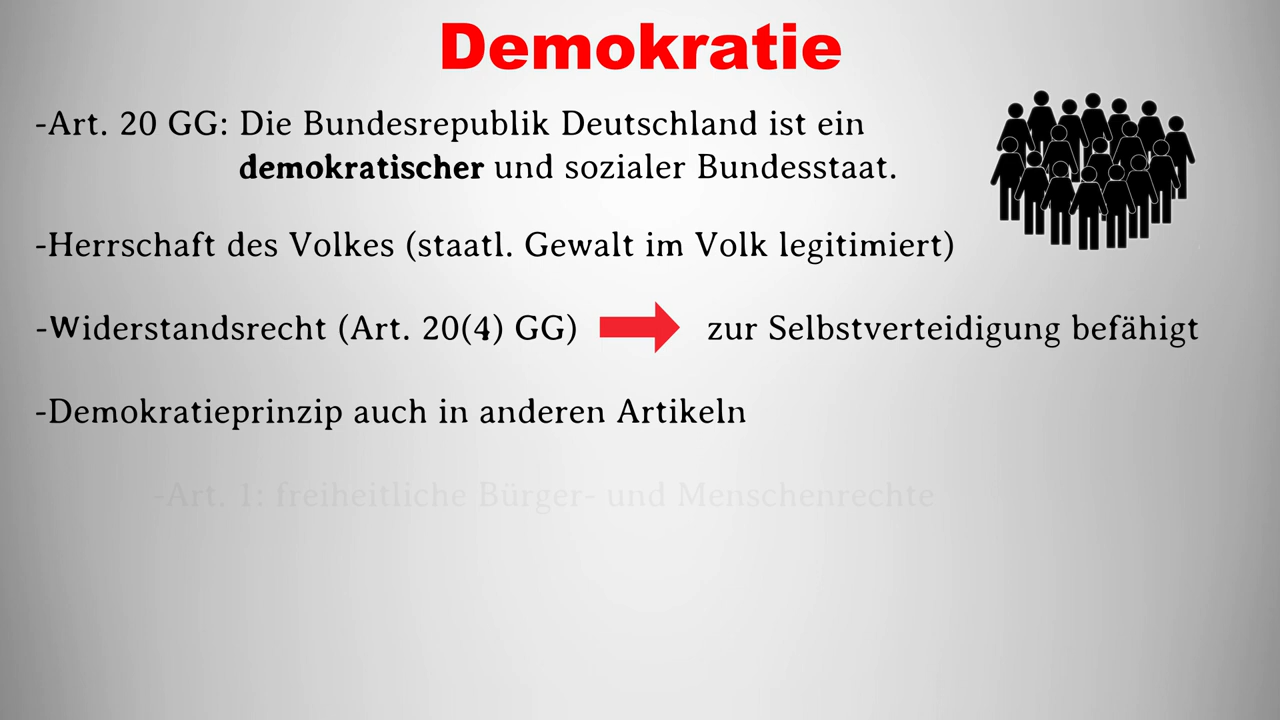 Demokratie
-Art. 20 GG: Die Bundesrepublik Deutschland ist ein
demokratischer und sozialer Bundesstaat.
-Herrschaft des Volkes (staatl. Gewalt im Volk legitimiert)
-Widerstandsrecht (Art. 20(4) GG) zur Selbstverteidigung befähigt
-Demokratieprinzip auch in anderen Artikeln
-Art. 1: freiheitliche Bürger- und Menschenrechte